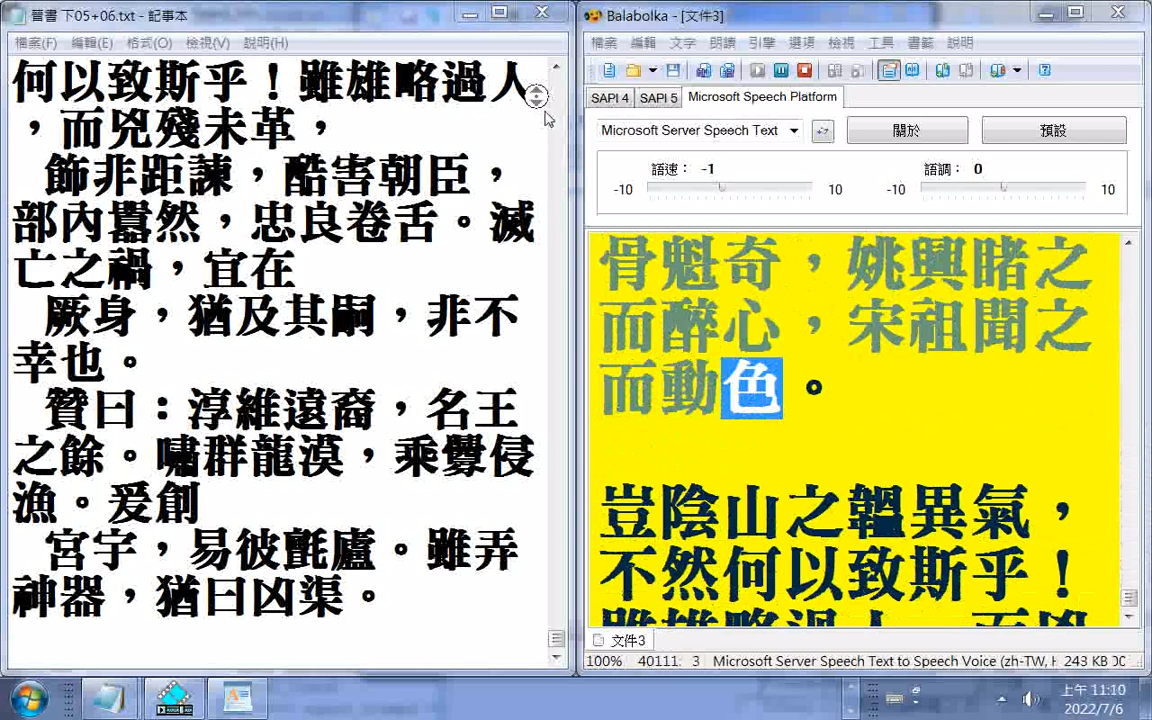 晉書 下05+06.txt - 記事本
檔案(F) 編輯(E) 格式(O) 檢視(V) 說明(H)
何以致斯乎！雖雄略過人
，而兇殘未革，
飾非距諫，酷害朝臣，
部內囂然，忠良卷舌。滅
亡之禍，宜在
厥身，猶及其嗣，非不
幸也。
贊曰：淳維遠裔，名王
之餘。嘯群龍漠，乘釁侵
漁。爰創
宮宇，易彼氈廬。雖弄
神器，猶曰凶渠。
Balabolka - [文件3]
檔案 編輯 文字 朗讀 引擎 選項 檢視 工具 書籤 說明
SAPI 4 SAPI 5 Microsoft Speech Platform
Microsoft Server Speech Text 關於 預設
語速： -1 語調： 0
-10 10 -10 10
骨魁奇，姚興睹之
而醉心，宋祖聞之
而動色。
豈陰山之韞異氣，
不然何以致斯乎！
雖雄略過人，而兇
文件3
100% 40111: 3 Microsoft Server Speech Text to Speech Voice (zh-TW, H 243 KB
上午 11:10
2022/7/6